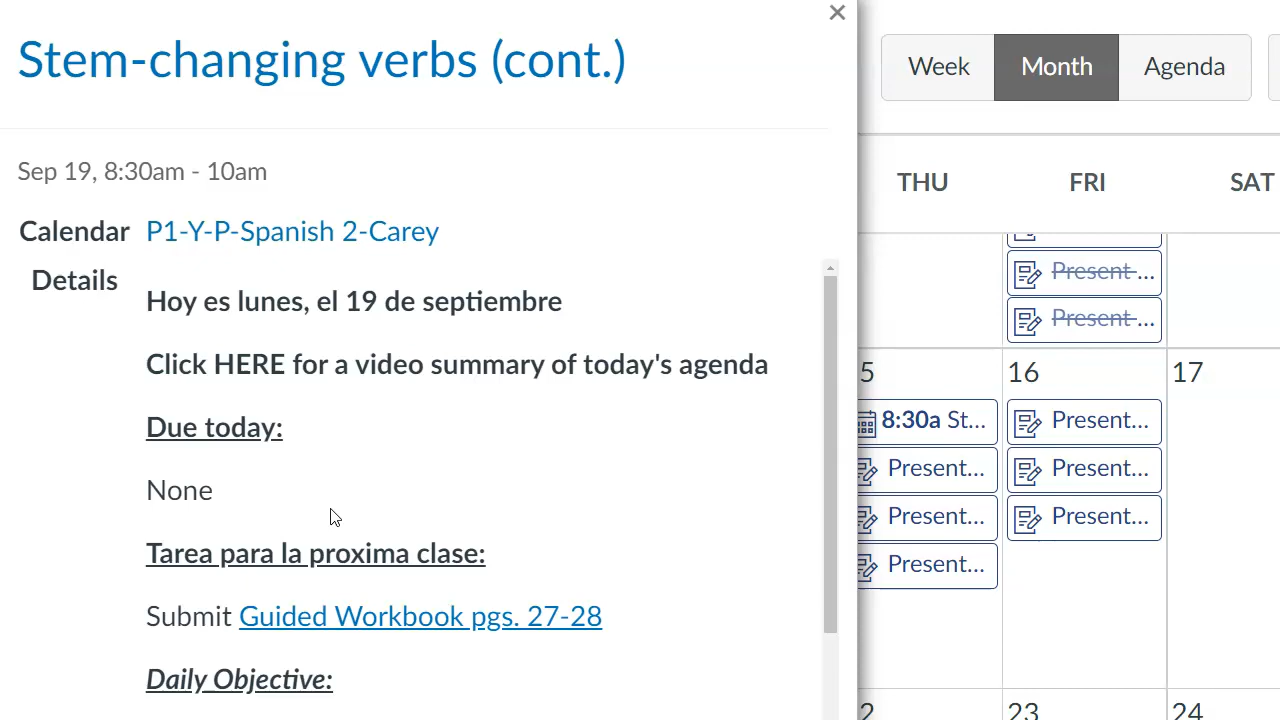 Stem-changing verbs (cont.)
Sep 19, 8:30am - 10am
Calendar P1-Y-P-Spanish 2-Carey
Details
Hoy es lunes, el 19 de septiembre
Click HERE for a video summary of today's agenda
Due today:
None
Tarea para la proxima clase:
Submit Guided Workbook pgs. 27-28
Daily Objective:
Week Month Agenda
THU FRI SAT
Present ...
Present ...
5 16 17
8:30a St... Present...
Present... Present...
Present... Present...
Present...
2 23 24